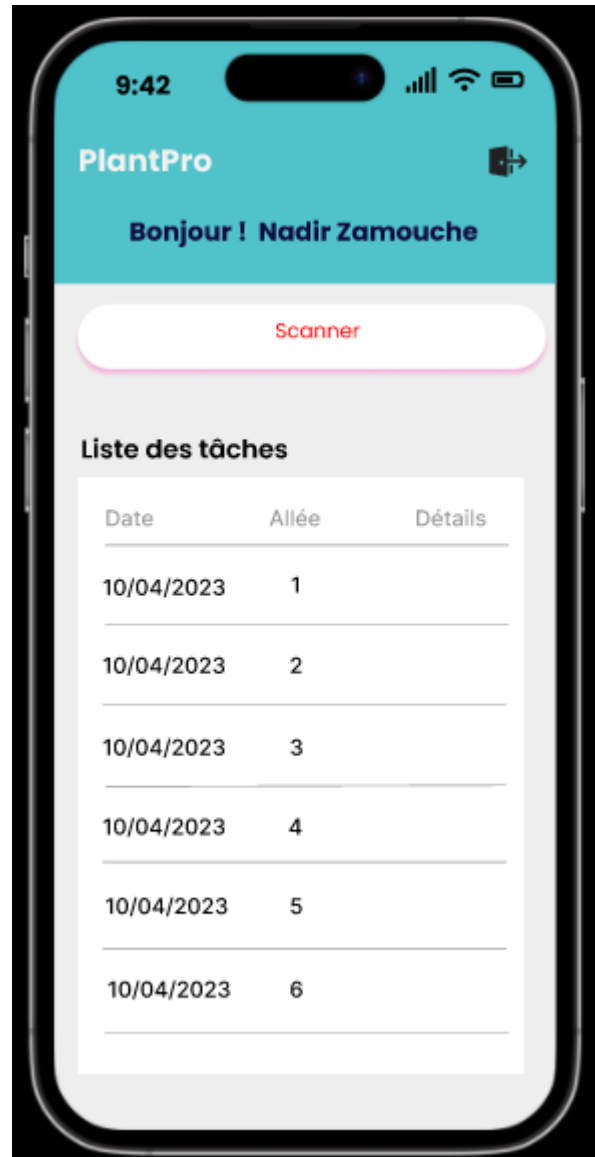 9:42
PlantPro
Bonjour ! Nadir Zamouche
Scanner
Liste des tâches
Date Allée Détails
10/04/2023 1
10/04/2023 2
10/04/2023 3
10/04/2023 4
10/04/2023 5
10/04/2023 6